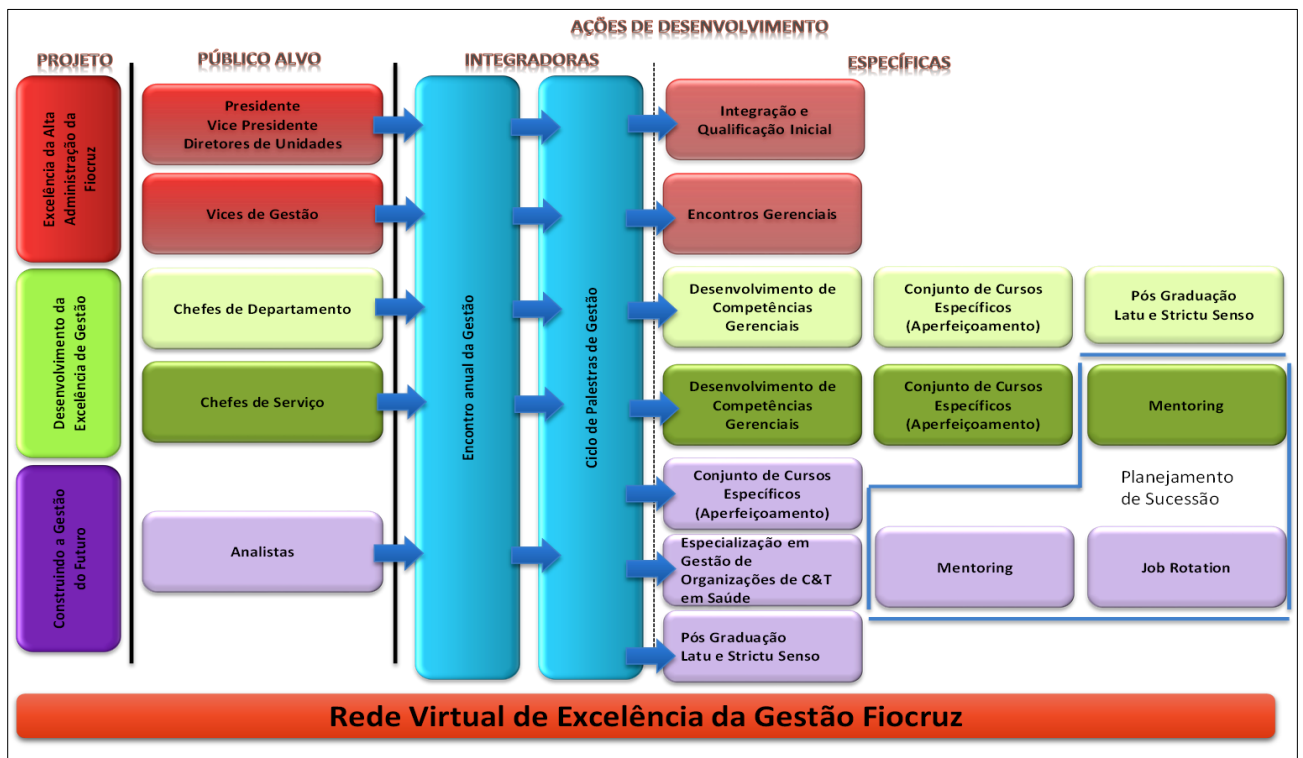 AÇÕES DE DESENVOLVIMENTO
PROJETO
PÚBLICO ALVO
INTEGRADORAS
ESPECÍFICAS
Excelência da Alta
Administração da
Fiocruz
Presidente
Vice Presidente
Diretores de Unidades
Vices de Gestão
Encontro anual da Gestão
Ciclo de Palestras de Gestão
Integração e
Qualificação Inicial
Encontros Gerenciais
Desenvolvimento da
Excelência de Gestão
Chefes de Departamento
Desenvolvimento de
Competências
Gerenciais
Conjunto de Cursos
Específicos
(Aperfeiçoamento)
Pós Graduação
Latu e Strictu Senso
Chefes de Serviço
Desenvolvimento de
Competências
Gerenciais
Conjunto de Cursos
Específicos
(Aperfeiçoamento)
Mentoring
Planejamento
de Sucessão
Construindo a Gestão
do Futuro
Analistas
Conjunto de Cursos
Específicos
(Aperfeiçoamento)
Especialização em
Gestão de
Organizações de C&T
em Saúde
Mentoring
Job Rotation
Pós Graduação
Latu e Strictu Senso
Rede Virtual de Excelência da Gestão Fiocruz